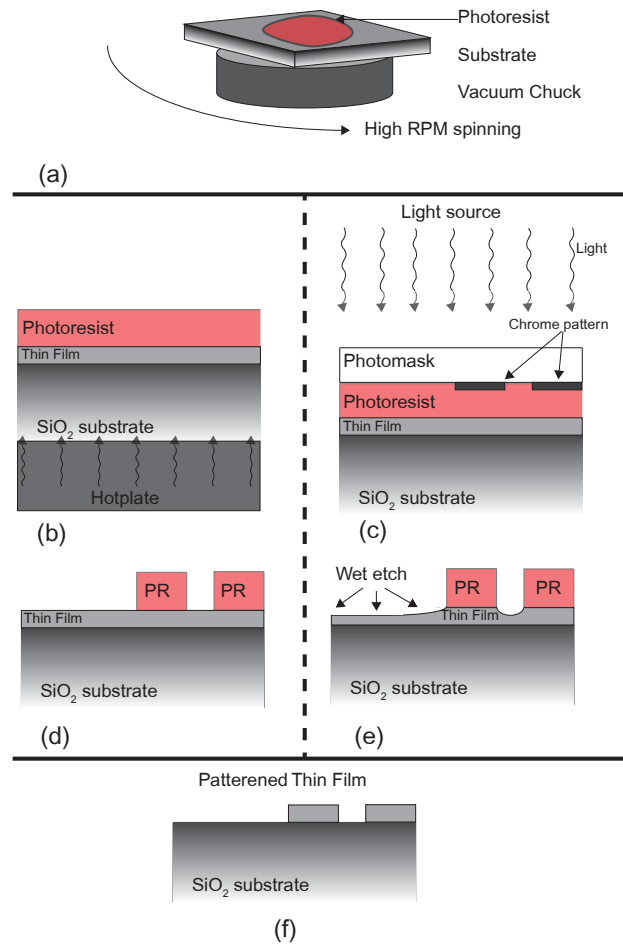 Photoresist
Substrate
Vacuum Chuck
High RPM spinning
(a)
Photoresist
Thin Film
SiO2 substrate
Hotplate
(b)
Light source
Light
Chrome pattern
Photomask
Photoresist
Thin Film
SiO2 substrate
(c)
PR PR
Thin Film
SiO2 substrate
(d)
Wet etch
PR PR
Thin Film
SiO2 substrate
(e)
Patterened Thin Film
SiO2 substrate
(f)